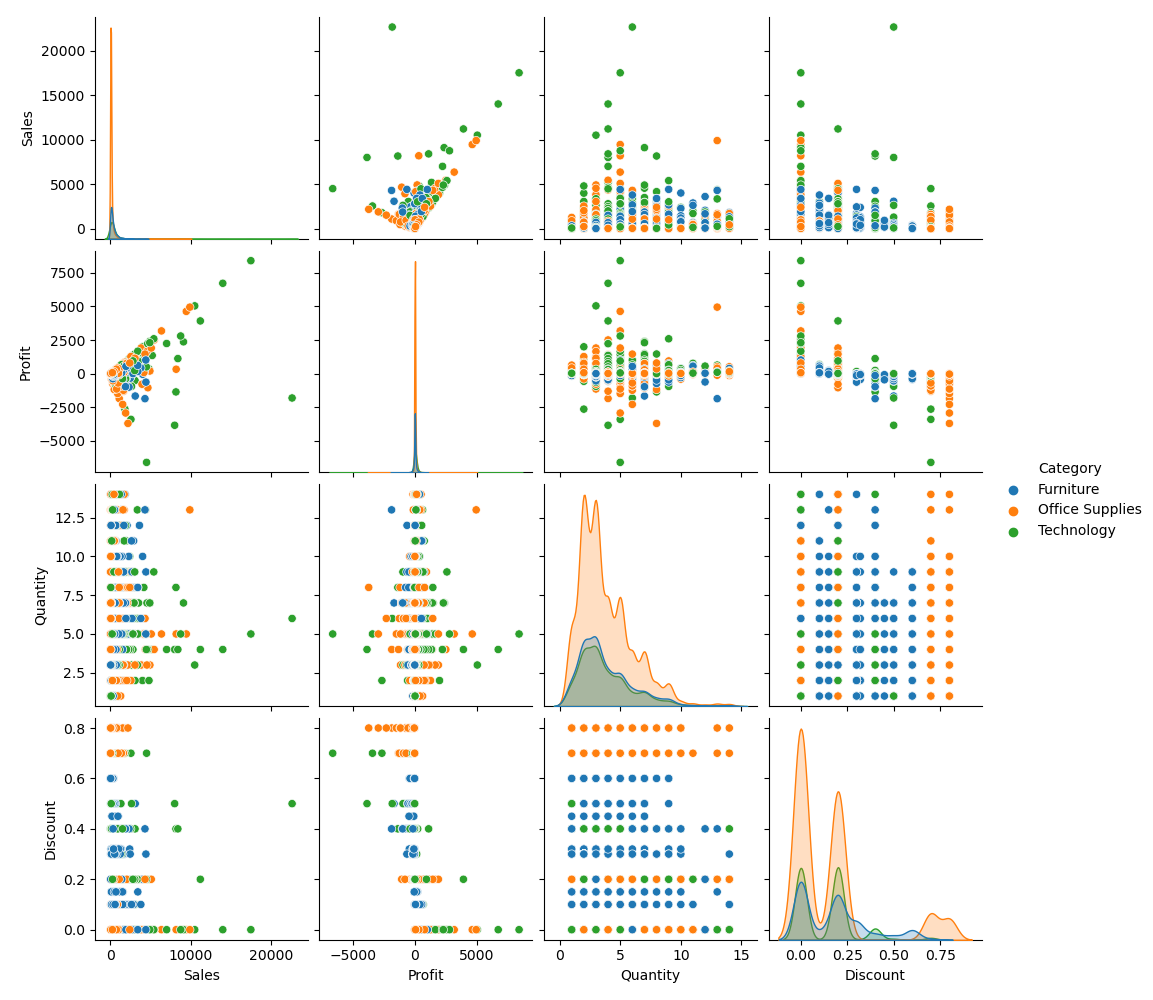 20000
15000
10000
5000
0
Sales
7500
5000
2500
0
−2500
−5000
Profit
12.5
10.0
7.5
5.0
2.5
Quantity
0.8
0.6
0.4
0.2
0.0
Discount
0 10000 20000
Sales
−5000 0 5000
Profit
0 5 10 15
Quantity
0.00 0.25 0.50 0.75
Discount
Category
Furniture
Office Supplies
Technology